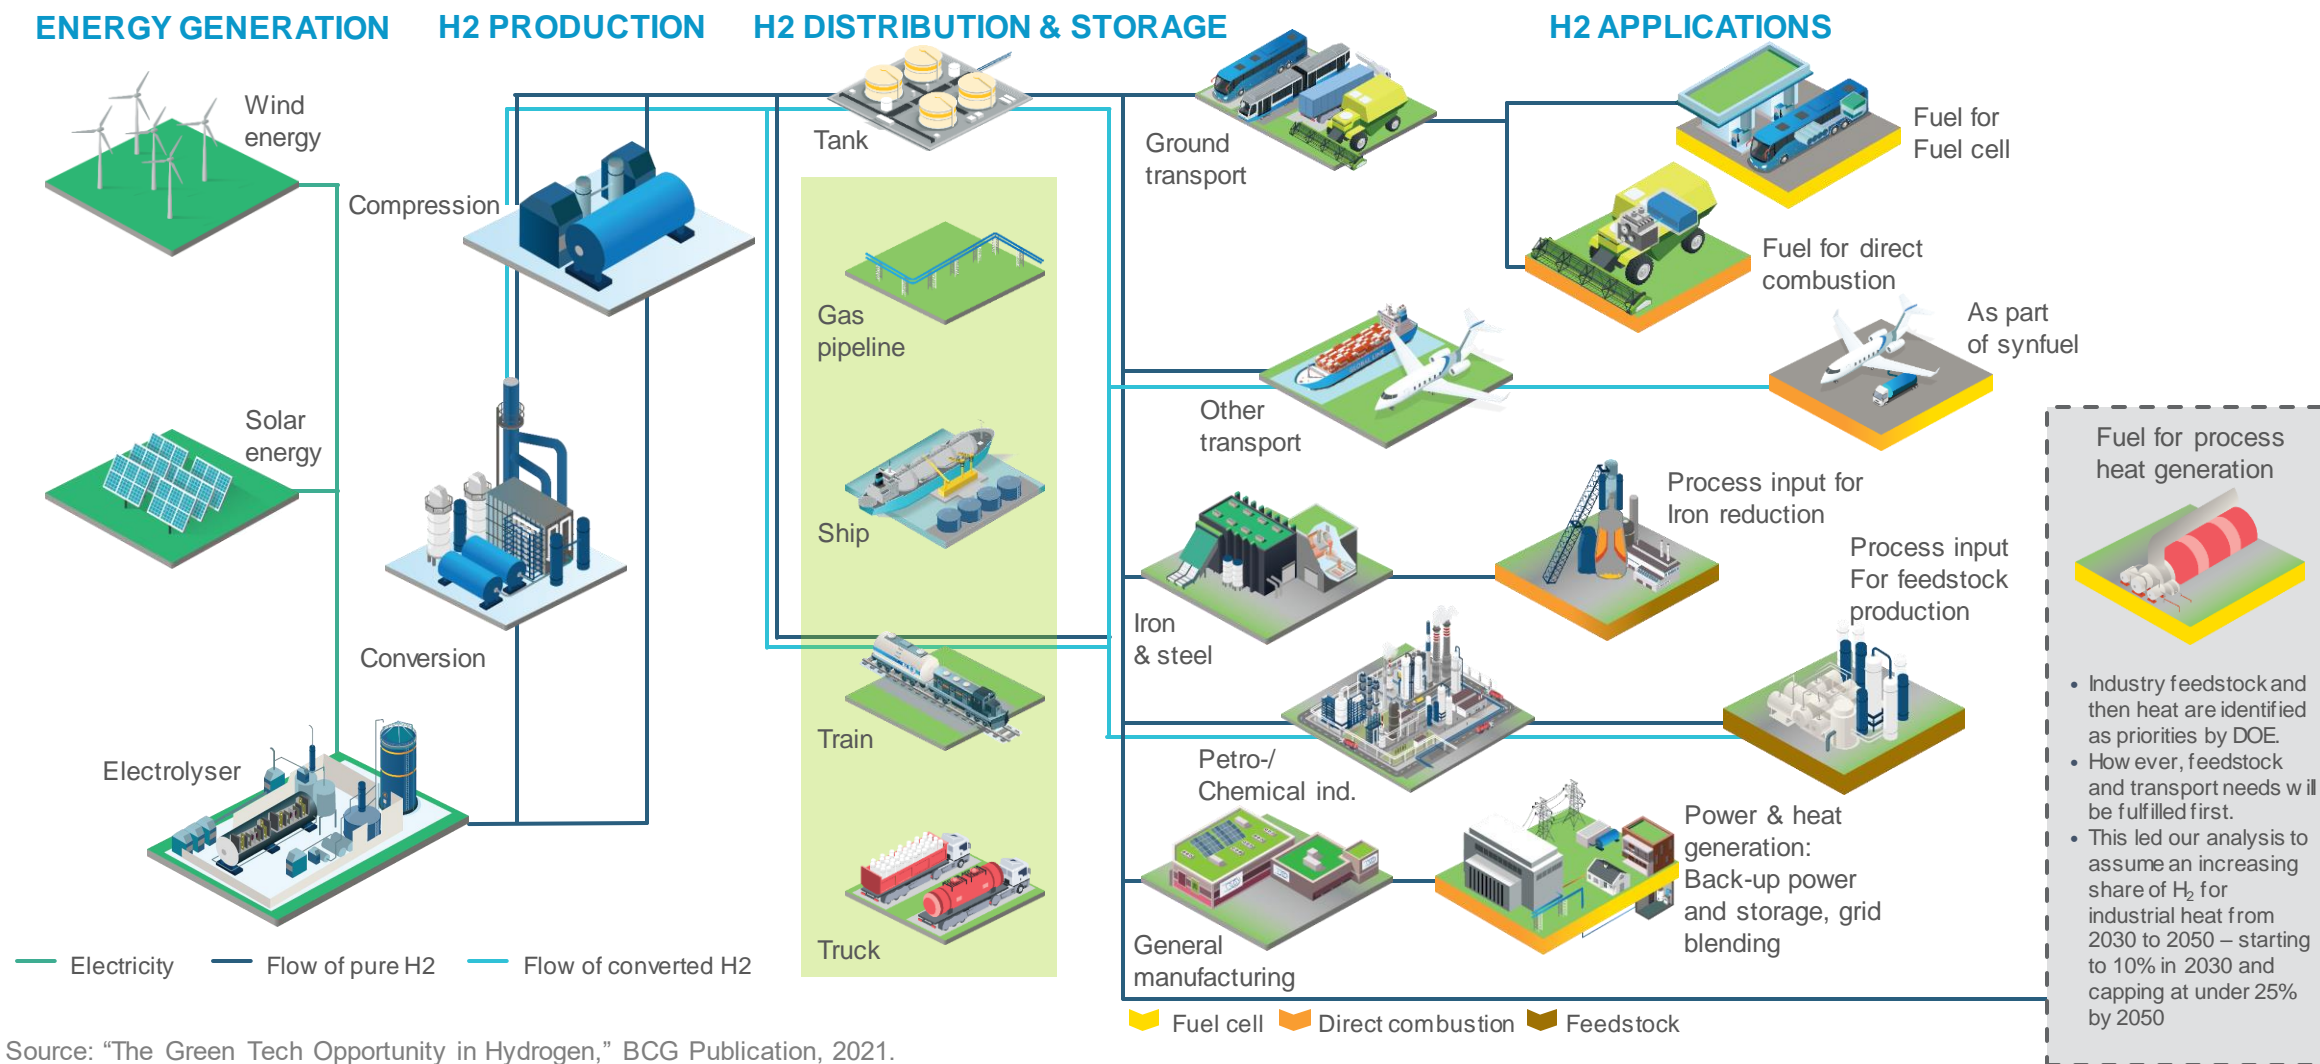 ENERGY GENERATION
H2 PRODUCTION
H2 DISTRIBUTION & STORAGE
H2 APPLICATIONS
Wind
energy
Solar
energy
Electrolyser
Compression
Conversion
Tank
Gas
pipeline
Ship
Train
Truck
Ground
transport
Other
transport
Iron
& steel
Petro-/
Chemical ind.
General
manufacturing
Fuel for
Fuel cell
Fuel for direct
combustion
As part
of synfuel
Process input for
Iron reduction
Process input
For feedstock
production
Power & heat
generation:
Back-up power
and storage, grid
blending
Fuel for process
heat generation
• Industry feedstock and
then heat are identified
as priorities by DOE.
• How ever, feedstock
and transport needs w ill
be fulfilled first.
• This led our analysis to
assume an increasing
share of H₂ for
industrial heat from
2030 to 2050 – starting
to 10% in 2030 and
capping at under 25%
by 2050
Electricity
Flow of pure H2
Flow of converted H2
Fuel cell
Direct combustion
Feedstock
Source: “The Green Tech Opportunity in Hydrogen,” BCG Publication, 2021.